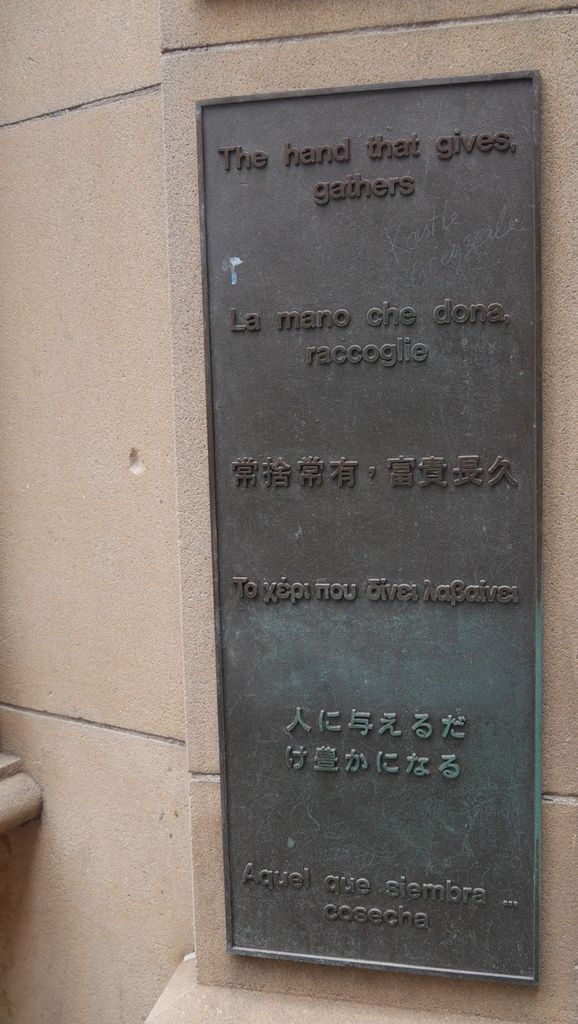 The hand that gives,
gathers
Kastle
La mano che dona,
raccoglie
常捨常有，富貴長久
Το χέρι που δίνει λαβαίνει
人に与えるだ
け豊かになる
Aquel que siembra ...
cosecha